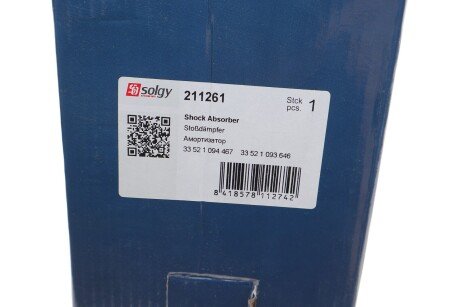 solgy 211261 Stck pcs. 1
Shock Absorber
Stoßdämpfer
Амортизатор
33 52 1 094 467 33 52 1 093 646
8 418578 112742